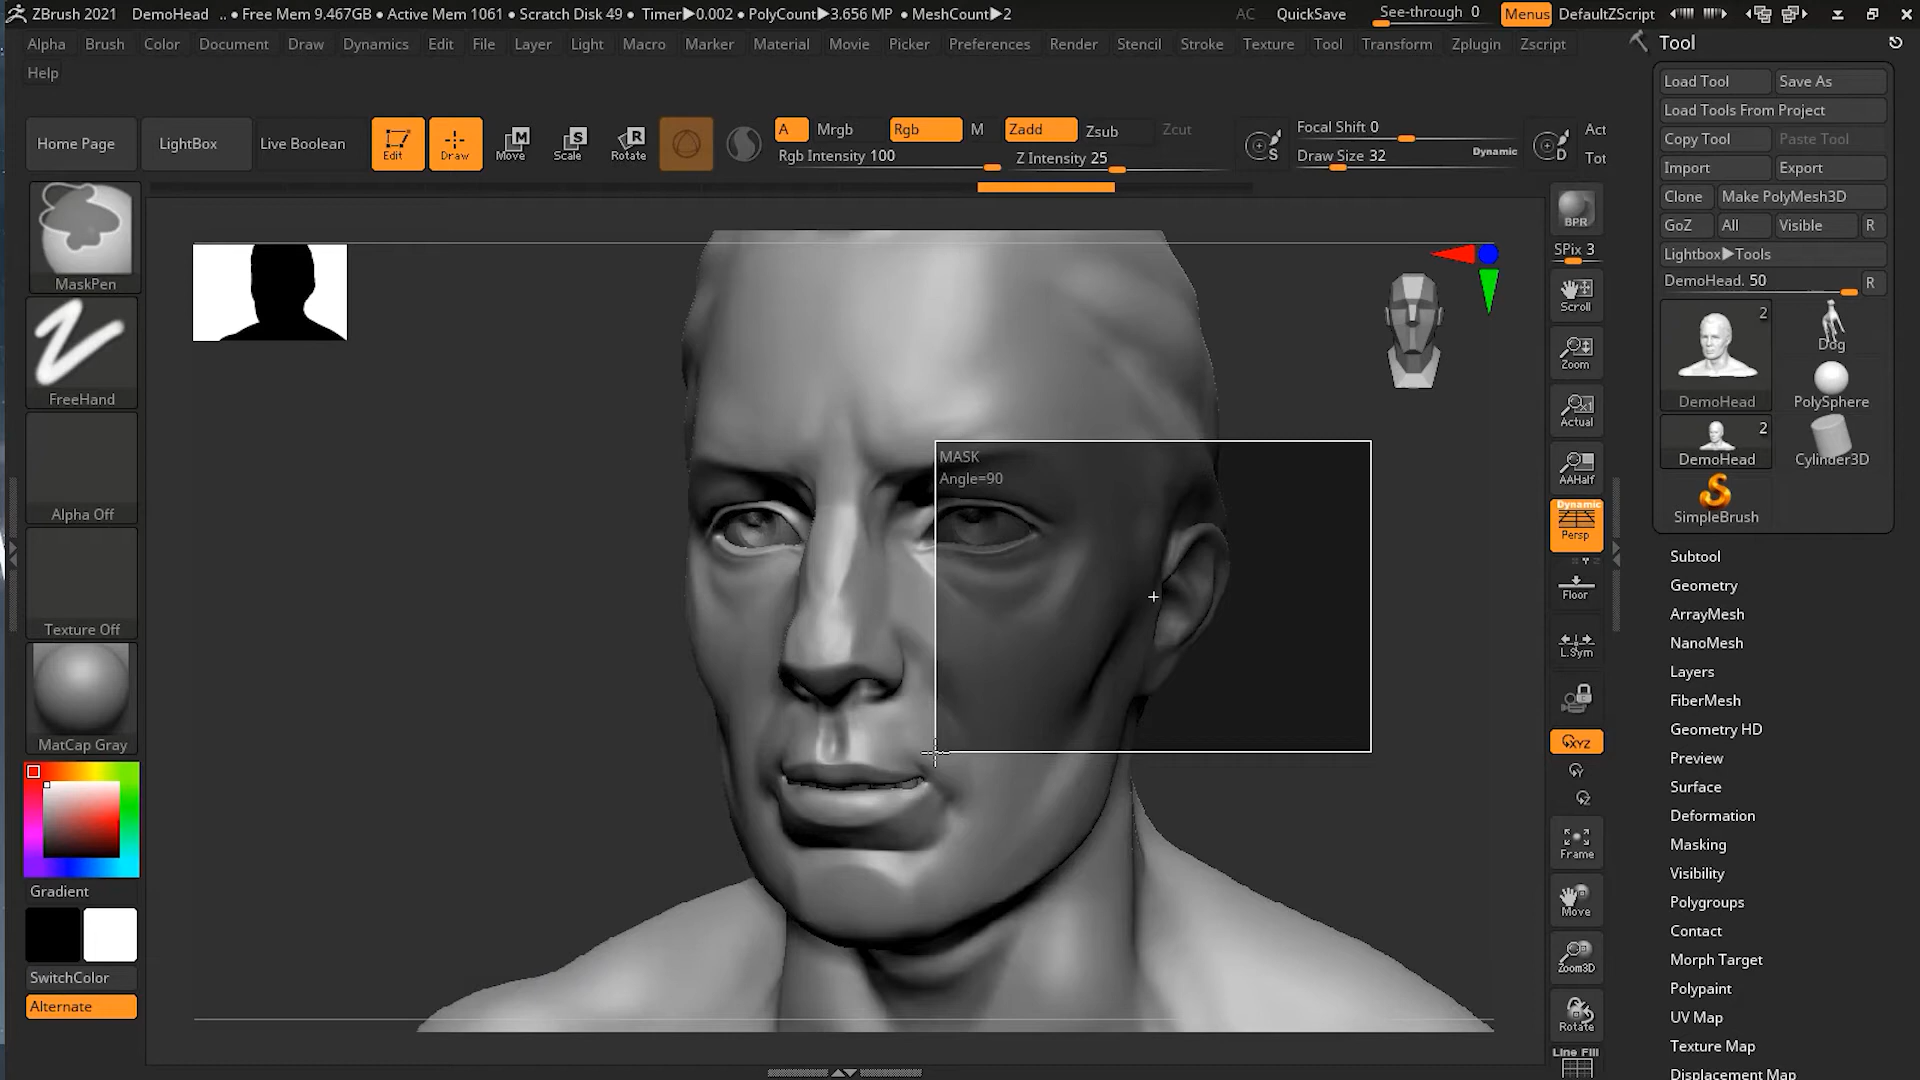 ZBrush 2021 DemoHead .. • Free Mem 9.467GB • Active Mem 1061 • Scratch Disk 49 • Timer▶0.002 • PolyCount▶3.656 MP • MeshCount▶2 AC QuickSave See-through 0 Menus DefaultZScript
Alpha Brush Color Document Draw Dynamics Edit File Layer Light Macro Marker Material Movie Picker Preferences Render Stencil Stroke Texture Tool Transform Zplugin Zscript
Help
Home Page
LightBox
Live Boolean
Edit
Draw
Move
Scale
Rotate
A
Mrgb
Rgb
M
Zadd
Zsub
Zcut
Rgb Intensity 100
Z Intensity 25
S
Focal Shift 0
Draw Size 32
Dynamic
D
Act
Tot
MaskPen
FreeHand
Alpha Off
Texture Off
MatCap Gray
Gradient
SwitchColor
Alternate
MASK
Angle=90
BPR
SPix 3
Scroll
Zoom
Actual
AAHalf
Dynamic
Persp
Floor
L.Sym
XYZ
Y
Z
Frame
Move
Zoom3D
Rotate
Line Fill
Tool
Load Tool
Save As
Load Tools From Project
Copy Tool
Paste Tool
Import
Export
Clone
Make PolyMesh3D
GoZ
All
Visible
R
Lightbox▶Tools
DemoHead. 50
R
2
DemoHead
Dog
PolySphere
2
DemoHead
Cylinder3D
SimpleBrush
Subtool
Geometry
ArrayMesh
NanoMesh
Layers
FiberMesh
Geometry HD
Preview
Surface
Deformation
Masking
Visibility
Polygroups
Contact
Morph Target
Polypaint
UV Map
Texture Map
Displacement Map